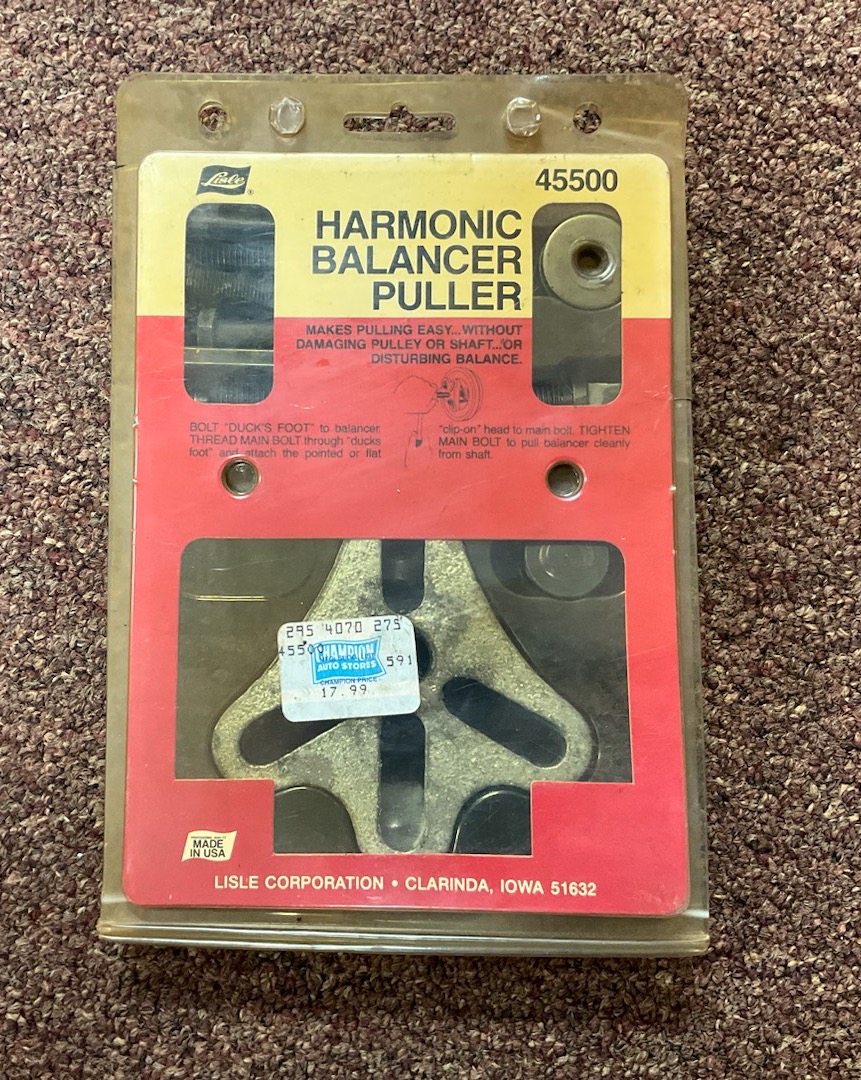 Lisle ®
45500
HARMONIC
BALANCER
PULLER
MAKES PULLING EASY...WITHOUT
DAMAGING PULLEY OR SHAFT...OR
DISTURBING BALANCE.
BOLT "DUCK'S FOOT" to balancer.
THREAD MAIN BOLT through "ducks
foot" and attach the pointed or flat
"clip-on" head to main bolt. TIGHTEN
MAIN BOLT to pull balancer cleanly
from shaft.
295 4070 275
45500
CHAMPION
AUTO STORES
591
CHAMPION PRICE
17.99
MADE
IN USA
LISLE CORPORATION • CLARINDA, IOWA 51632